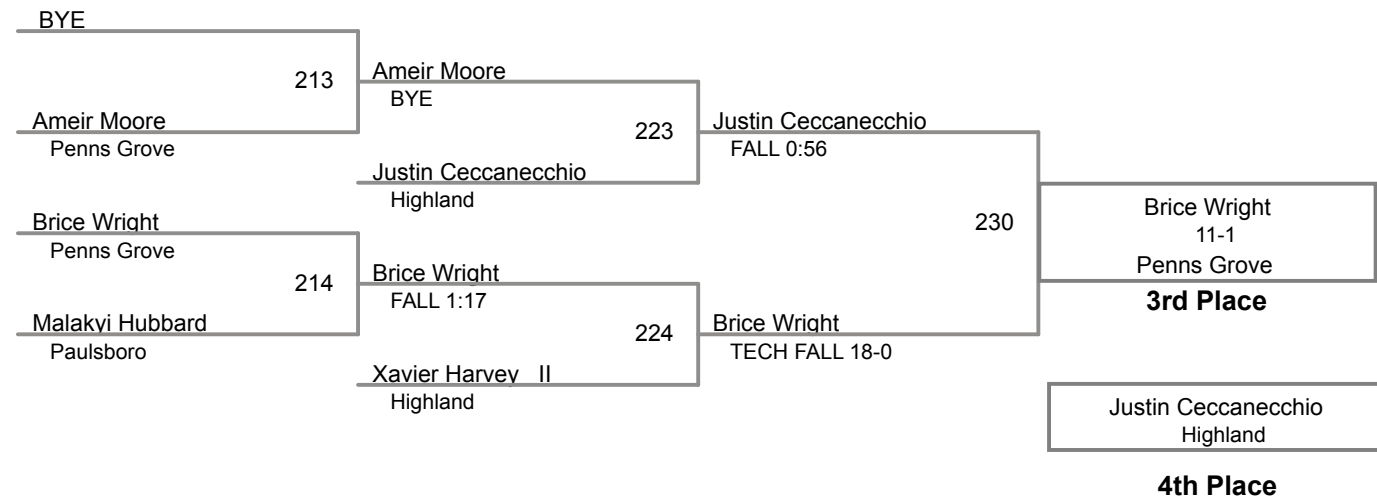 BYE
213
Ameir Moore
Penns Grove
Ameir Moore
BYE
223
Justin Ceccanecchio
Highland
Justin Ceccanecchio
FALL 0:56
Brice Wright
Penns Grove
214
Malakyi Hubbard
Paulsboro
Brice Wright
FALL 1:17
224
Xavier Harvey II
Highland
Brice Wright
TECH FALL 18-0
230
Brice Wright
11-1
Penns Grove
3rd Place
Justin Ceccanecchio
Highland
4th Place